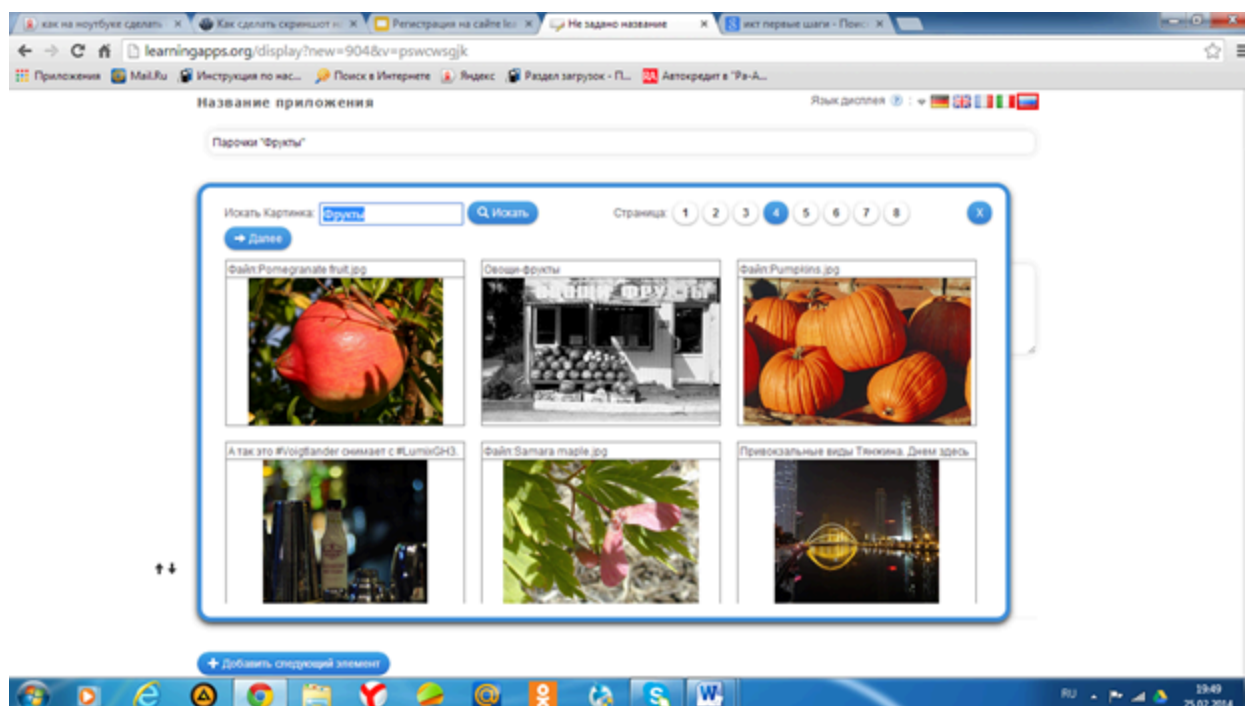 как на ноутбуке сделать
Как сделать скриншот
Регистрация на сайте le
Не задано название
икт первые шаги - Поис
learningapps.org/display?new=904&v=pswcwsgjk
Приложения
Mail.Ru
Инструкция по нас...
Поиск в Интернете
Яндекс
Раздел загрузок - П...
Автокредит в "Ра-А...
Название приложения
Язык дисплея
Парочки "Фрукты"
Искать Картинка: Фрукты Искать Страница: 1 2 3 4 5 6 7 8 X
Далее
Файл:Pomegranate fruit.jpg
Овощи-фрукты
Файл:Pumpkins.jpg
А так это #Voigtlander снимает с #LumixGH3.
Файл:Samara maple.jpg
Привокзальные виды Тянжина. Днем здесь
Добавить следующий элемент
RU 19:49
25.02.2014